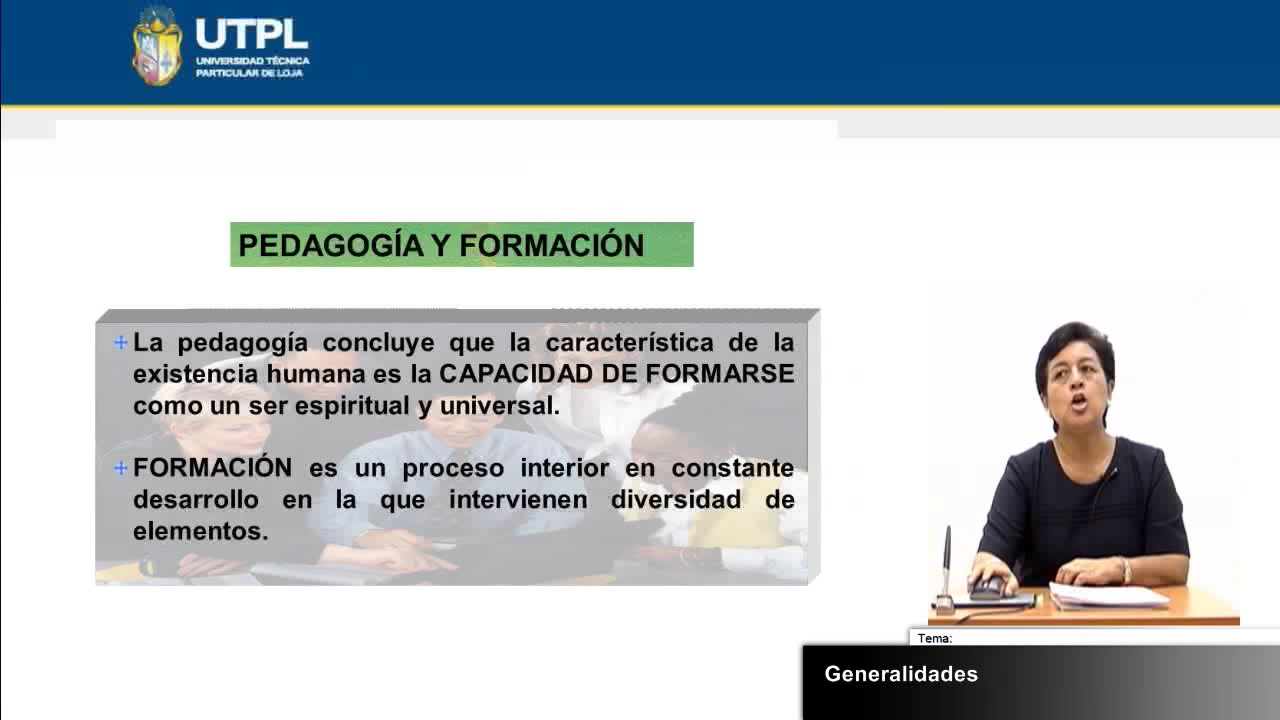 UTPL
UNIVERSIDAD TÉCNICA
PARTICULAR DE LOJA
PEDAGOGÍA Y FORMACIÓN
+La pedagogía concluye que la característica de la
existencia humana es la CAPACIDAD DE FORMARSE
como un ser espiritual y universal.
+FORMACIÓN es un proceso interior en constante
desarrollo en la que intervienen diversidad de
elementos.
Tema:
Generalidades